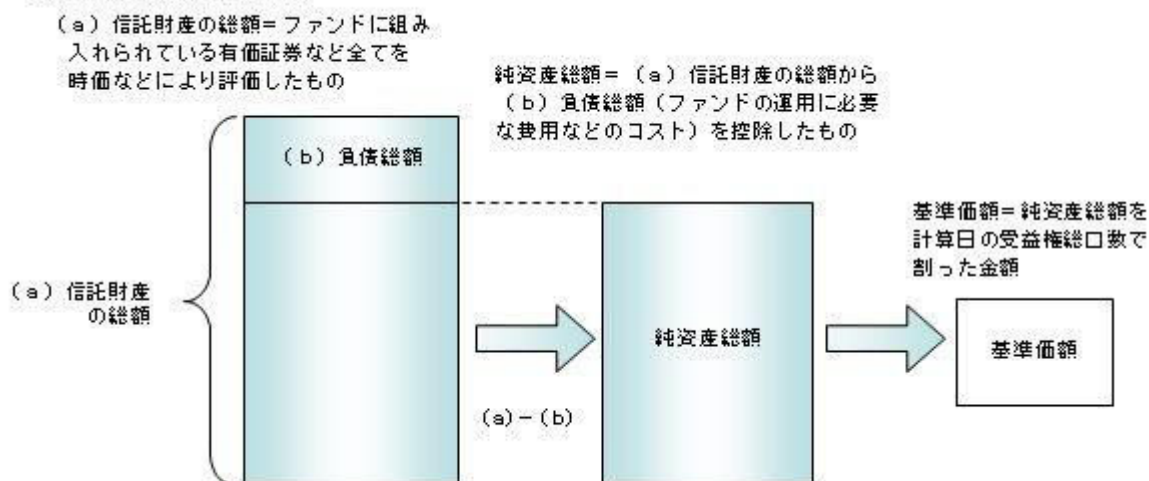 (a)信託財産の総額=ファンドに組み
入れられている有価証券など全てを
時価などにより評価したもの
純資産総額=(a)信託財産の総額から
(b)負債総額(ファンドの運用に必要
な費用などのコスト)を控除したもの
(b)負債総額
基準価額=純資産総額を
計算日の受益権総口数で
割った金額
(a)信託財産
の総額
純資産総額
基準価額
(a)-(b)